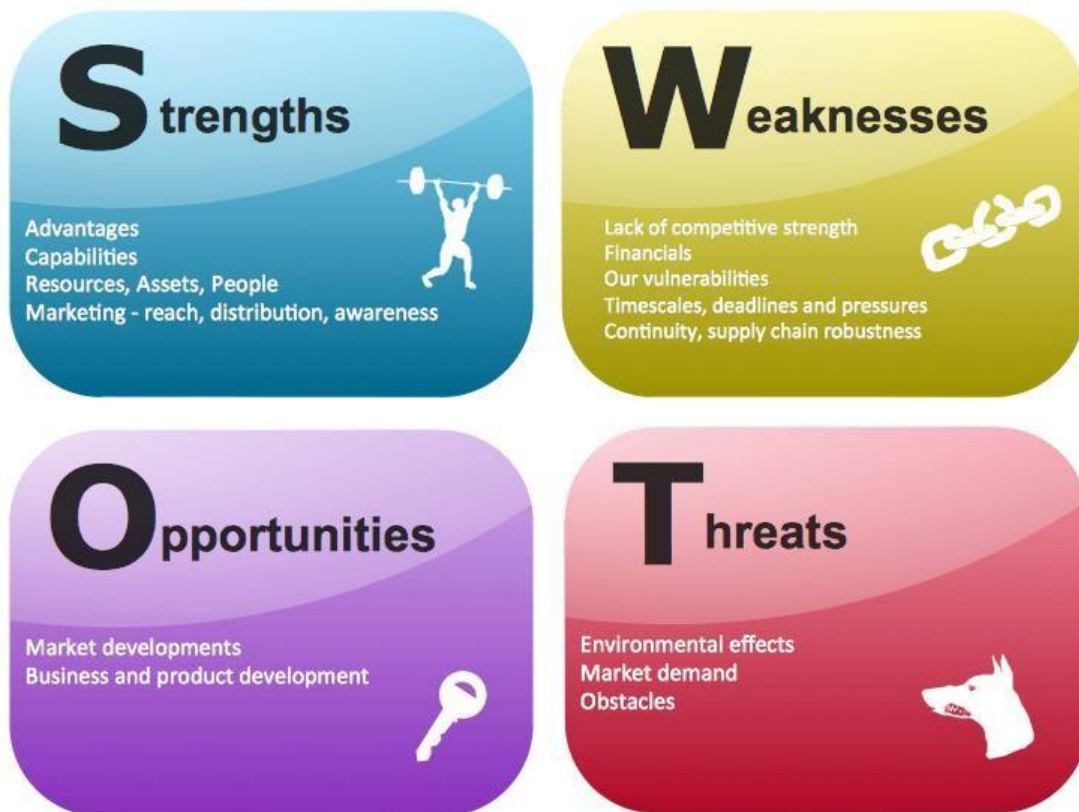 Strengths
Advantages
Capabilities
Resources, Assets, People
Marketing - reach, distribution, awareness
Weaknesses
Lack of competitive strength
Financials
Our vulnerabilities
Timescales, deadlines and pressures
Continuity, supply chain robustness
Opportunities
Market developments
Business and product development
Threats
Environmental effects
Market demand
Obstacles